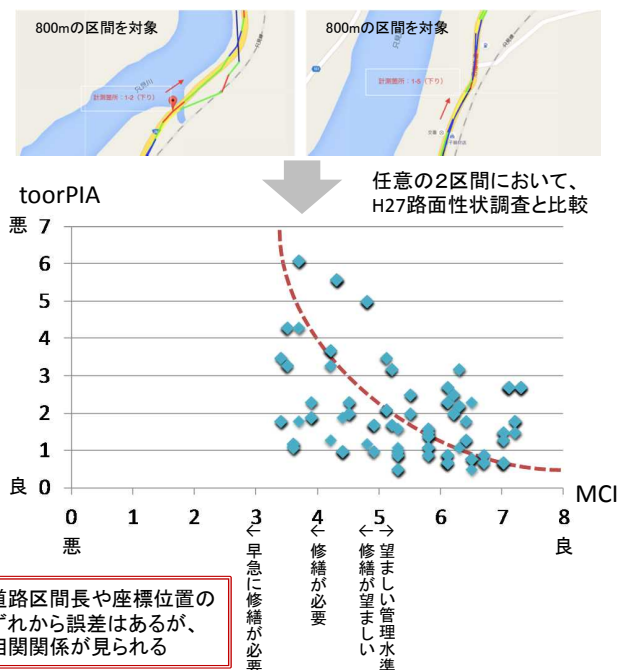 800mの区間を対象
800mの区間を対象
只見川
計測箇所：1-2（下り）
計測箇所：1-5（下り）
任意の2区間において、
H27路面性状調査と比較
toorPIA
悪 7
6
5
4
3
2
1
良 0
0 1 2 3 4 5 6 7 8
MCI
悪
良
←早急に修繕が必要
←修繕が必要
←修繕が望ましい
→望ましい管理水準
道路区間長や座標位置の
ずれから誤差はあるが、
相関関係が見られる